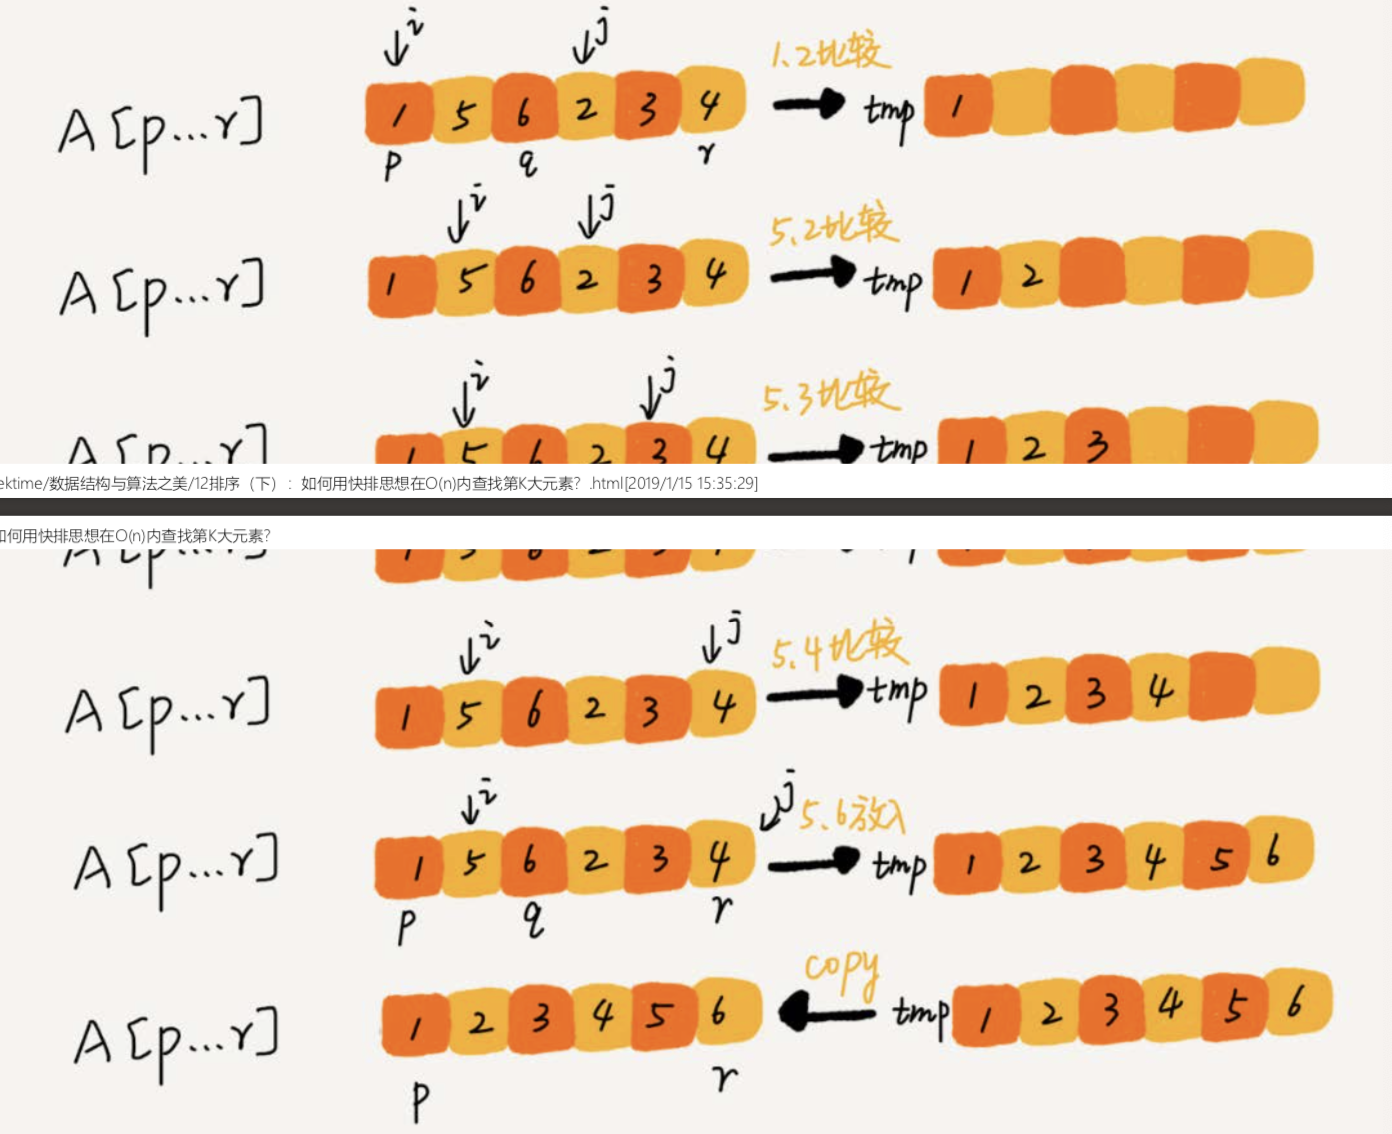 i j
A[p...r] 1 5 6 2 3 4 1、2比较 tmp 1
p q r
i j
A[p...r] 1 5 6 2 3 4 5、2比较 tmp 1 2
i j
A[p...r] 1 5 6 2 3 4 5、3比较 tmp 1 2 3
ektime/数据结构与算法之美/12排序（下）：如何用快排思想在O(n)内查找第K大元素？.html[2019/1/15 15:35:29]
如何用快排思想在O(n)内查找第K大元素？
i j
A[p...r] 1 5 6 2 3 4 5、4比较 tmp 1 2 3 4
i j
A[p...r] 1 5 6 2 3 4 5、6放入 tmp 1 2 3 4 5 6
p q r
A[p...r] 1 2 3 4 5 6 copy tmp 1 2 3 4 5 6
p r